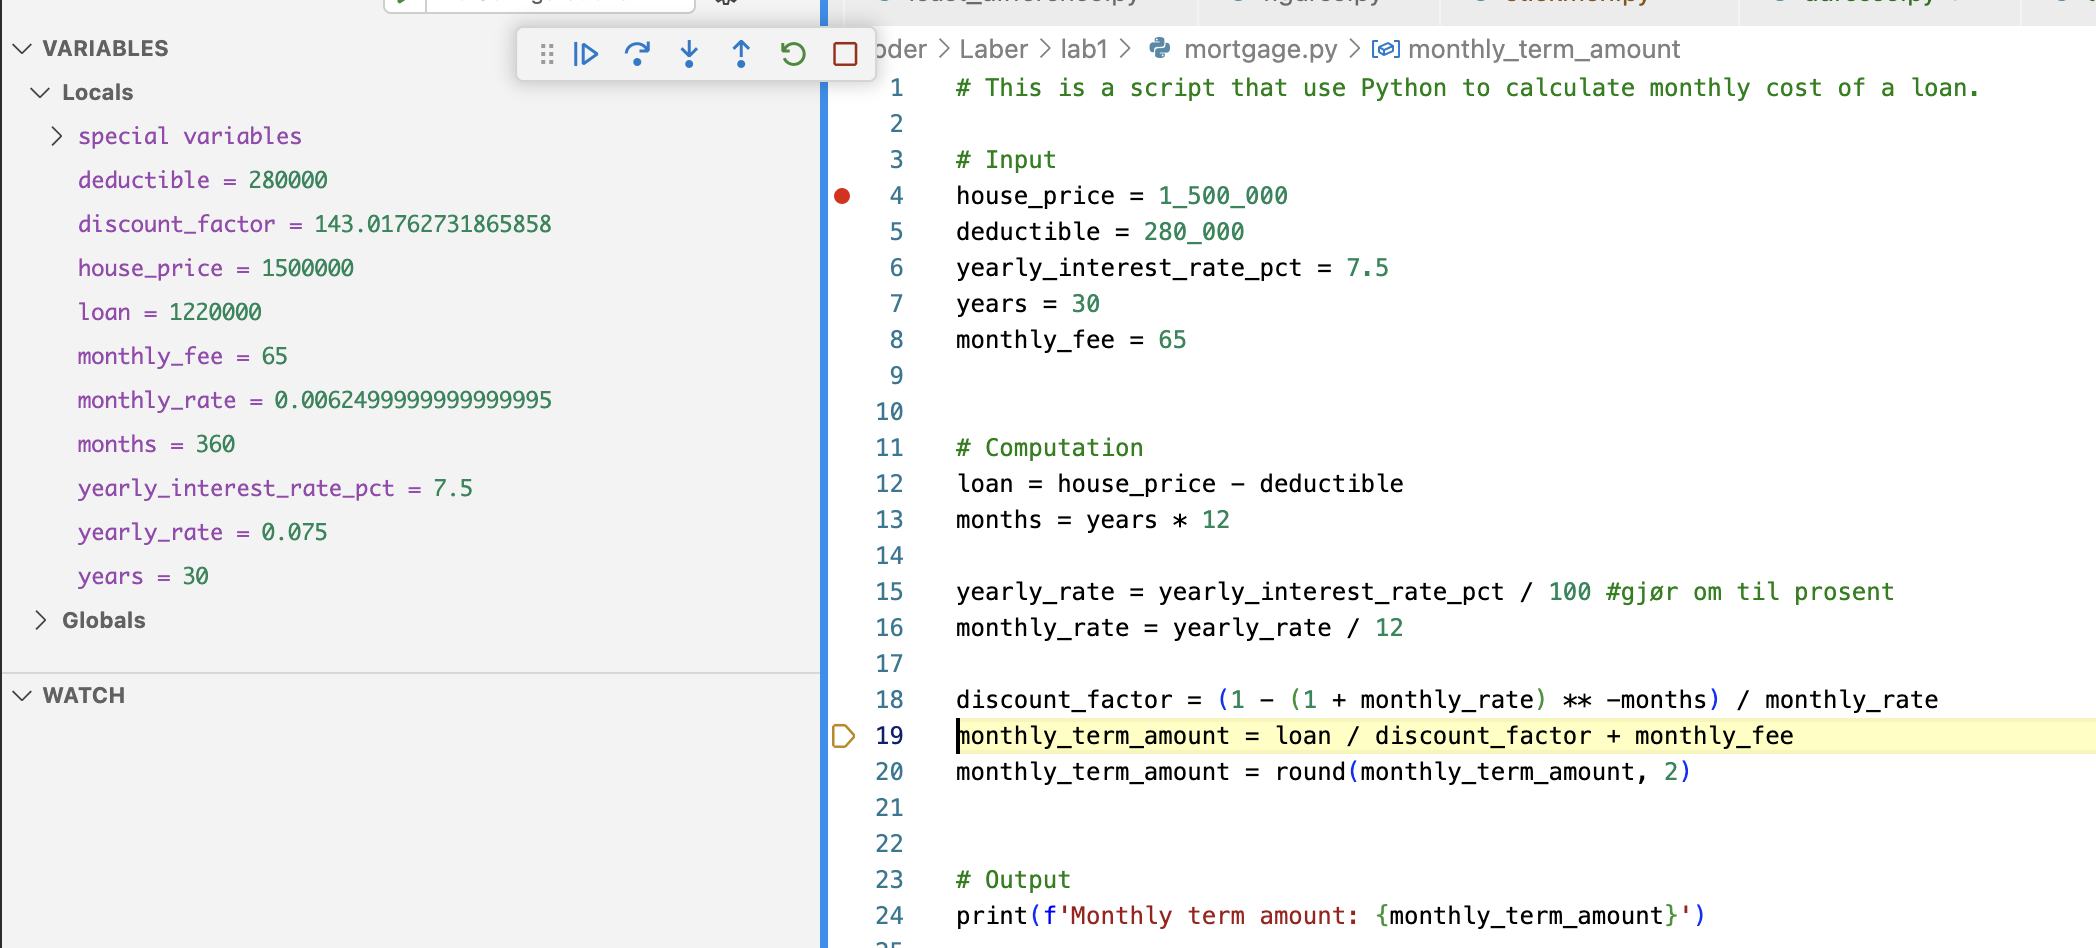 VARIABLES
Locals
special variables
deductible = 280000
discount_factor = 143.01762731865858
house_price = 1500000
loan = 1220000
monthly_fee = 65
monthly_rate = 0.0062499999999999995
months = 360
yearly_interest_rate_pct = 7.5
yearly_rate = 0.075
years = 30
Globals
WATCH
Laber > lab1 > mortgage.py > monthly_term_amount
1 # This is a script that use Python to calculate monthly cost of a loan.
2
3 # Input
4 house_price = 1_500_000
5 deductible = 280_000
6 yearly_interest_rate_pct = 7.5
7 years = 30
8 monthly_fee = 65
9
10
11 # Computation
12 loan = house_price - deductible
13 months = years * 12
14
15 yearly_rate = yearly_interest_rate_pct / 100 #gjør om til prosent
16 monthly_rate = yearly_rate / 12
17
18 discount_factor = (1 - (1 + monthly_rate) ** -months) / monthly_rate
19 monthly_term_amount = loan / discount_factor + monthly_fee
20 monthly_term_amount = round(monthly_term_amount, 2)
21
22
23 # Output
24 print(f'Monthly term amount: {monthly_term_amount}')